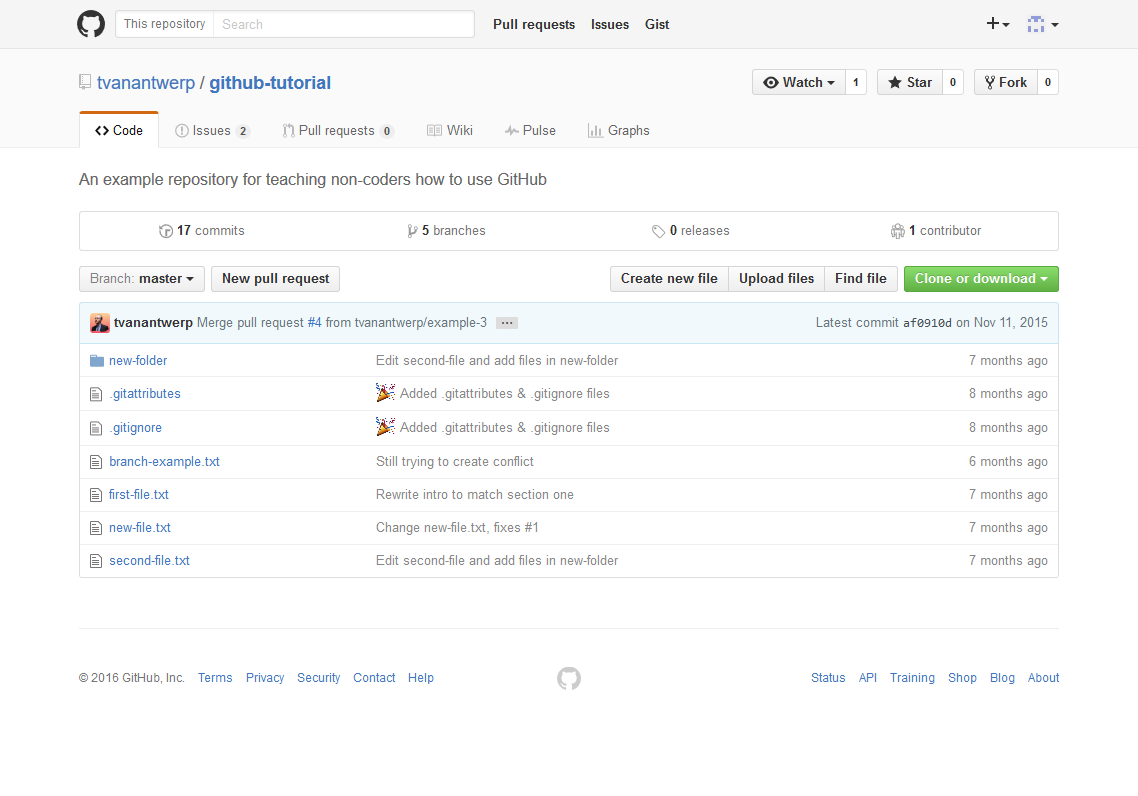 This repository Search Pull requests Issues Gist
tvanantwerp / github-tutorial Watch 1 Star 0 Fork 0
Code Issues 2 Pull requests 0 Wiki Pulse Graphs
An example repository for teaching non-coders how to use GitHub
17 commits 5 branches 0 releases 1 contributor
Branch: master New pull request Create new file Upload files Find file Clone or download
tvanantwerp Merge pull request #4 from tvanantwerp/example-3 ... Latest commit af0910d on Nov 11, 2015
new-folder Edit second-file and add files in new-folder 7 months ago
.gitattributes Added .gitattributes & .gitignore files 8 months ago
.gitignore Added .gitattributes & .gitignore files 8 months ago
branch-example.txt Still trying to create conflict 6 months ago
first-file.txt Rewrite intro to match section one 7 months ago
new-file.txt Change new-file.txt, fixes #1 7 months ago
second-file.txt Edit second-file and add files in new-folder 7 months ago
© 2016 GitHub, Inc. Terms Privacy Security Contact Help Status API Training Shop Blog About